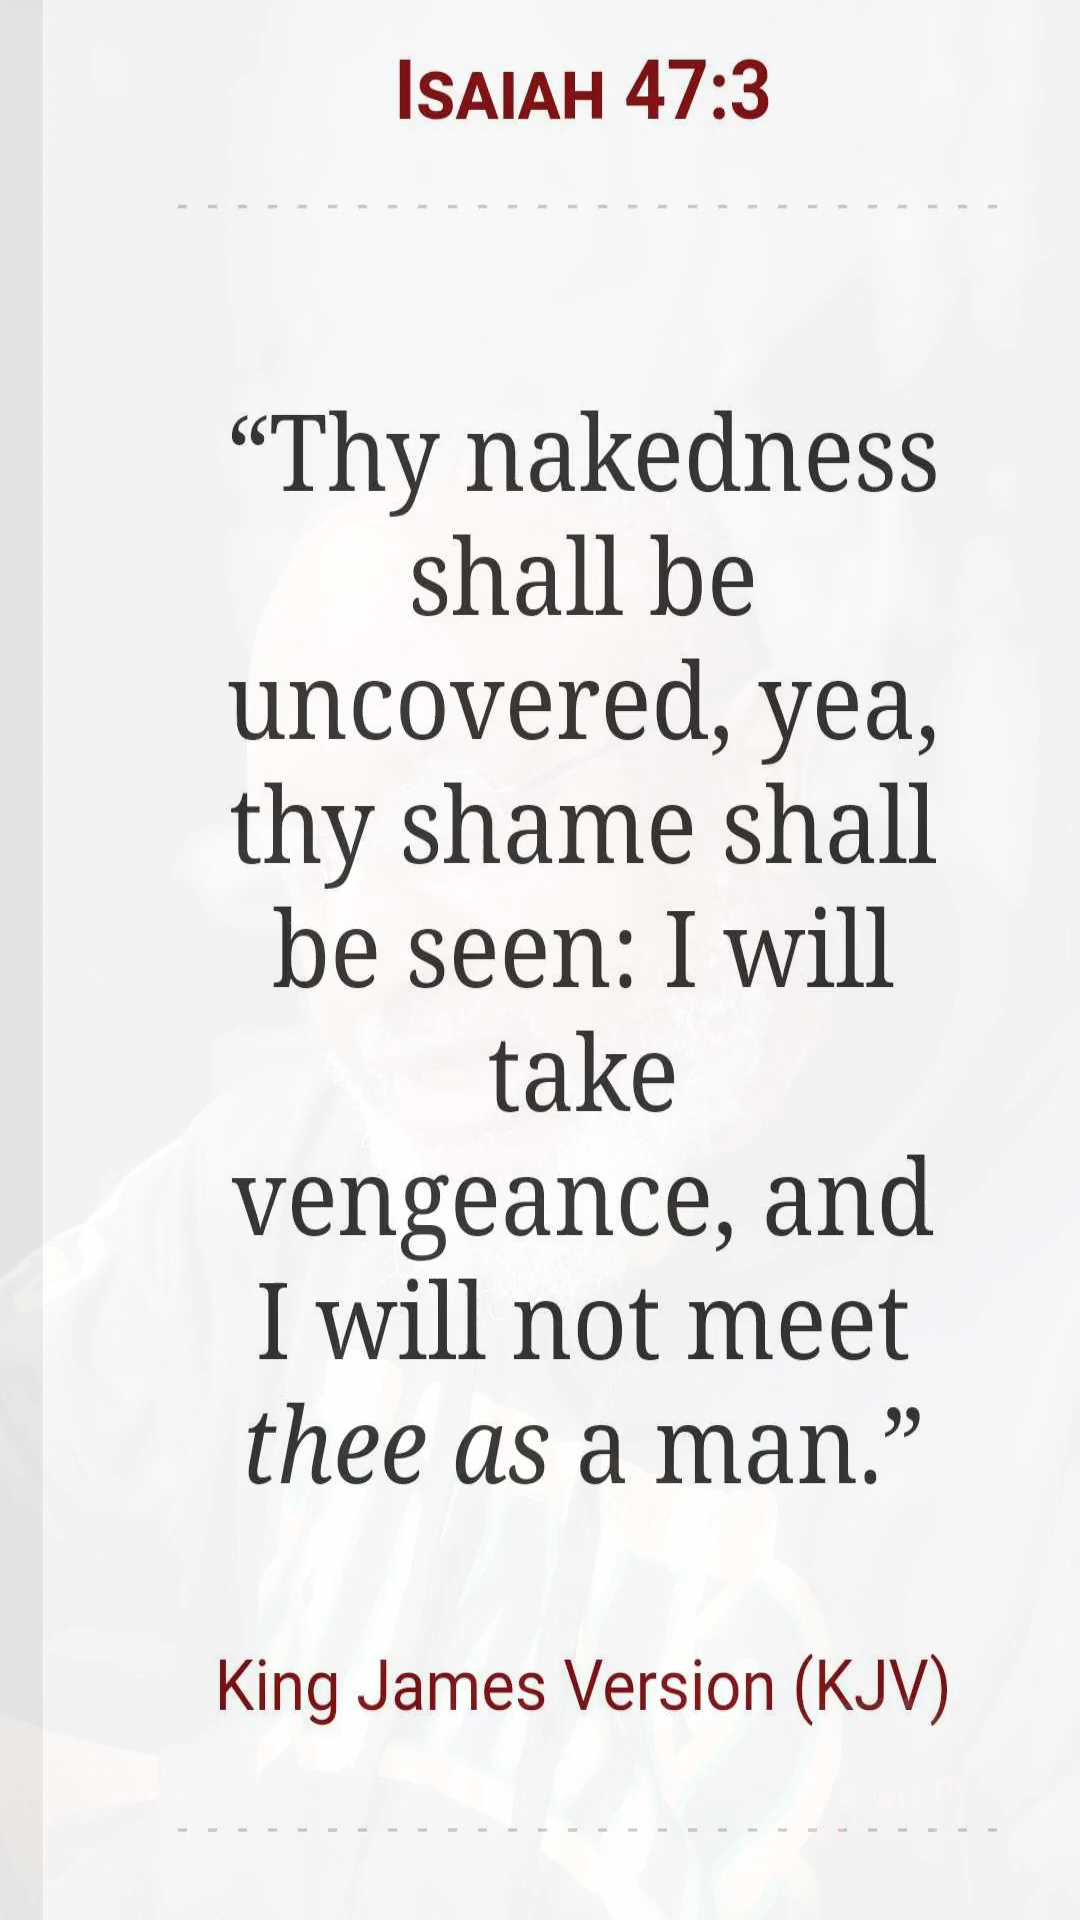 Isaiah 47:3
“Thy nakedness
shall be
uncovered, yea,
thy shame shall
be seen: I will
take
vengeance, and
I will not meet
thee as a man.”
King James Version (KJV)